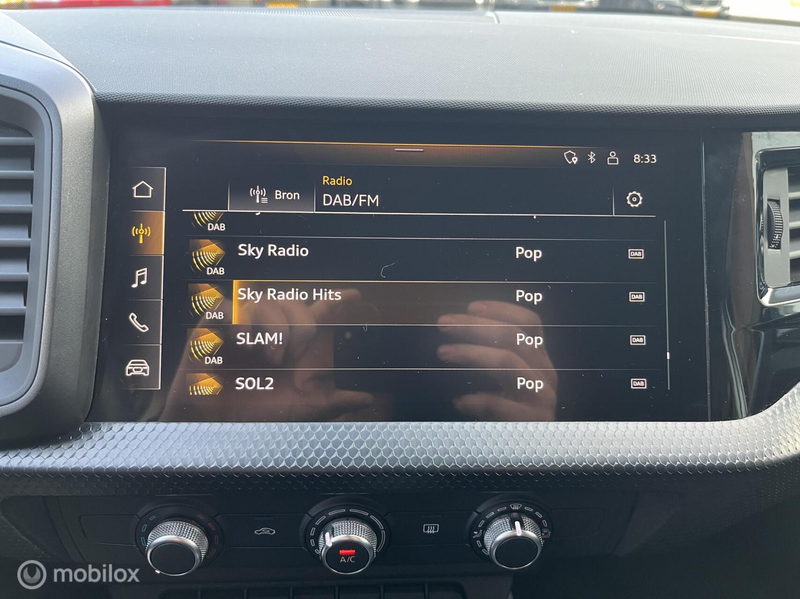 8:33
Radio
Bron
DAB/FM
DAB
Sky Radio Pop DAB
DAB
Sky Radio Hits Pop DAB
DAB
SLAM! Pop DAB
DAB
SOL2 Pop DAB
A/C
mobilox